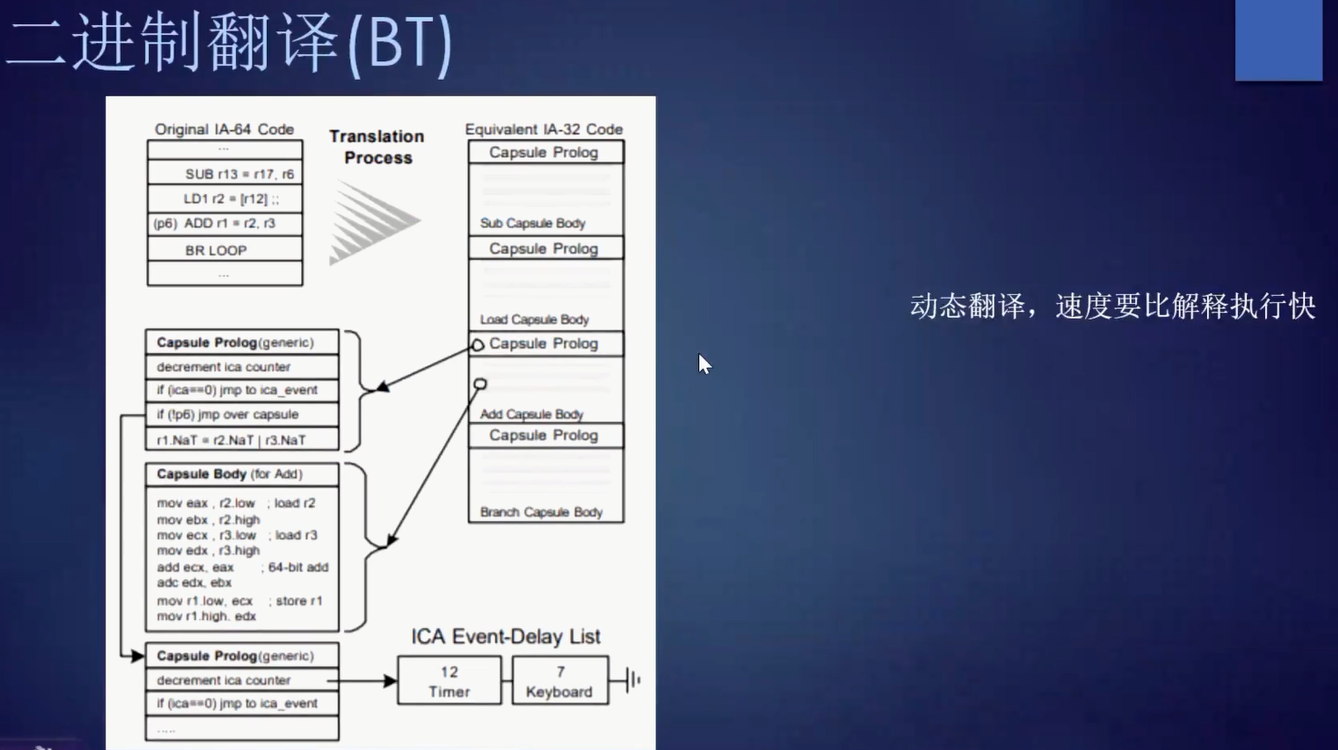 二进制翻译(BT)
Original IA-64 Code
...
SUB r13 = r17, r6
LD1 r2 = [r12] ;;
(p6) ADD r1 = r2, r3
BR LOOP
...
Translation
Process
Equivalent IA-32 Code
Capsule Prolog
Sub Capsule Body
Capsule Prolog
Load Capsule Body
Capsule Prolog
Add Capsule Body
Capsule Prolog
Branch Capsule Body
Capsule Prolog(generic)
decrement ica counter
if (ica==0) jmp to ica_event
if (!p6) jmp over capsule
r1.NaT = r2.NaT | r3.NaT
Capsule Body (for Add)
mov eax , r2.low ; load r2
mov ebx , r2.high
mov ecx , r3.low ; load r3
mov edx , r3.high
add ecx, eax ; 64-bit add
adc edx, ebx
mov r1.low, ecx ; store r1
mov r1.high. edx
Capsule Prolog(generic)
decrement ica counter
if (ica==0) jmp to ica_event
.....
ICA Event-Delay List
12
Timer
7
Keyboard
动态翻译，速度要比解释执行快